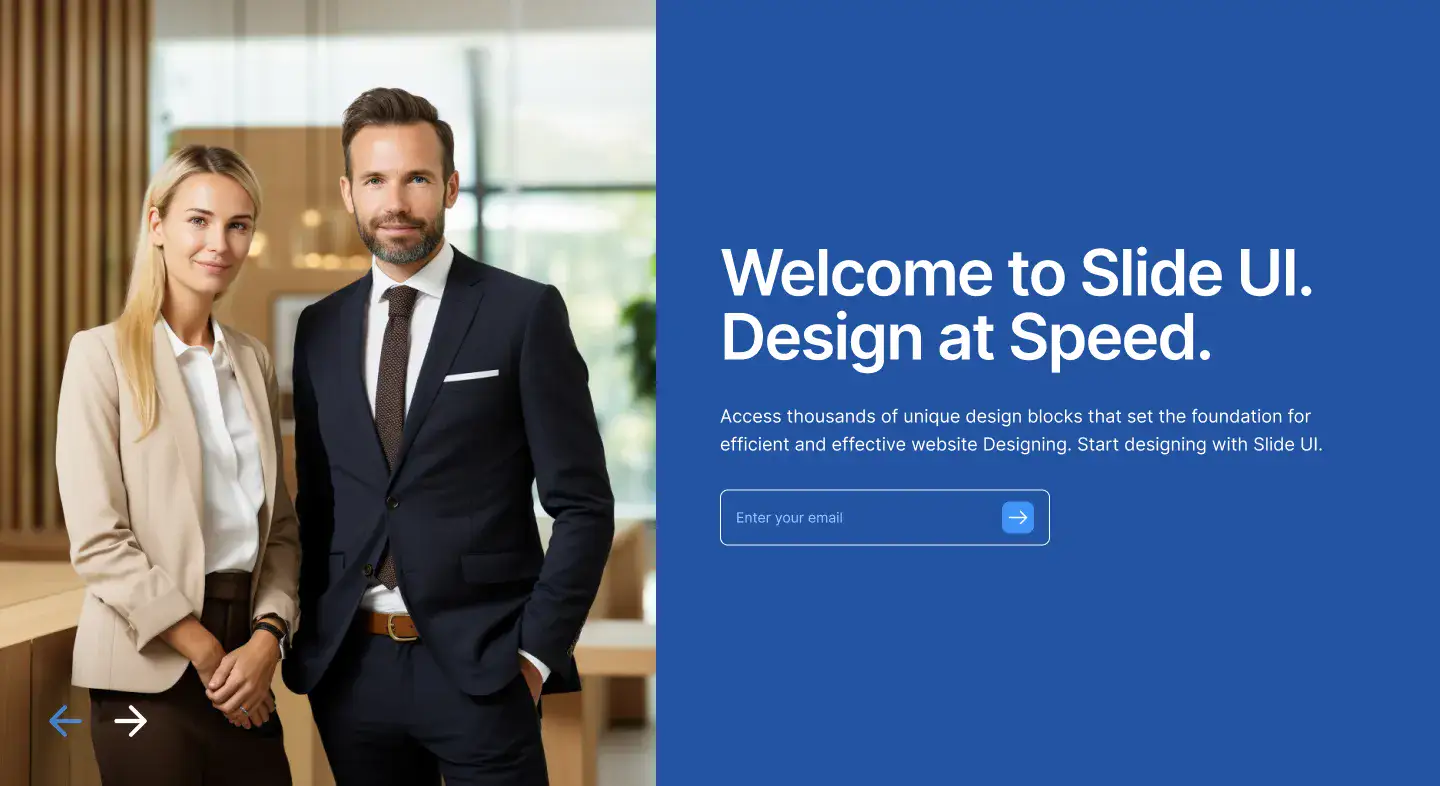 Welcome to Slide UI.
Design at Speed.
Access thousands of unique design blocks that set the foundation for
efficient and effective website Designing. Start designing with Slide UI.
Enter your email